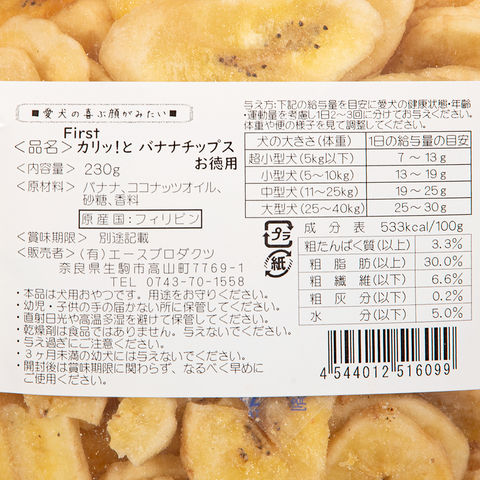 ■愛犬の喜ぶ顔がみたい■
First
<品名>カリッ!と バナナチップス
お徳用
<内容量> 230g
<原材料> バナナ、ココナッツオイル、
砂糖、香料
原産国:フィリピン
<賞味期限> 別途記載
<販売者> (有)エースプロダクツ
奈良県生駒市高山町7769-1
TEL 0743-70-1558
・本品は犬用おやつです。用途をお守りください。
・幼児・子供の手の届かない所に保管してください。
・直射日光や高温多湿を避けて保管してください。
・乾燥剤は食品ではありません。与えないでください。
・与え過ぎにご注意ください。
・3ヶ月未満の幼犬には与えないでください。
・開封後は賞味期限に関わらず、なるべく早めに
ご使用ください。
与え方:下記の給与量を目安に愛犬の健康状態・年齢
・運動量を考慮し1日2~3回に分けてお与えください。
体重や便の様子を見て調整してください。
犬の大きさ(体重) 1日の給与量の目安
超小型犬(5kg以下) 7~13g
小型犬(5~10kg) 13~19g
中型犬(11~25kg) 19~25g
大型犬(25~40kg) 25~30g
成分表 533kcal/100g
粗たんぱく質(以上) 3.3%
粗脂肪(以上) 30.0%
粗繊維(以下) 6.6%
粗灰分(以下) 0.2%
水分(以下) 5.0%
プラ
紙
4 544012 516099